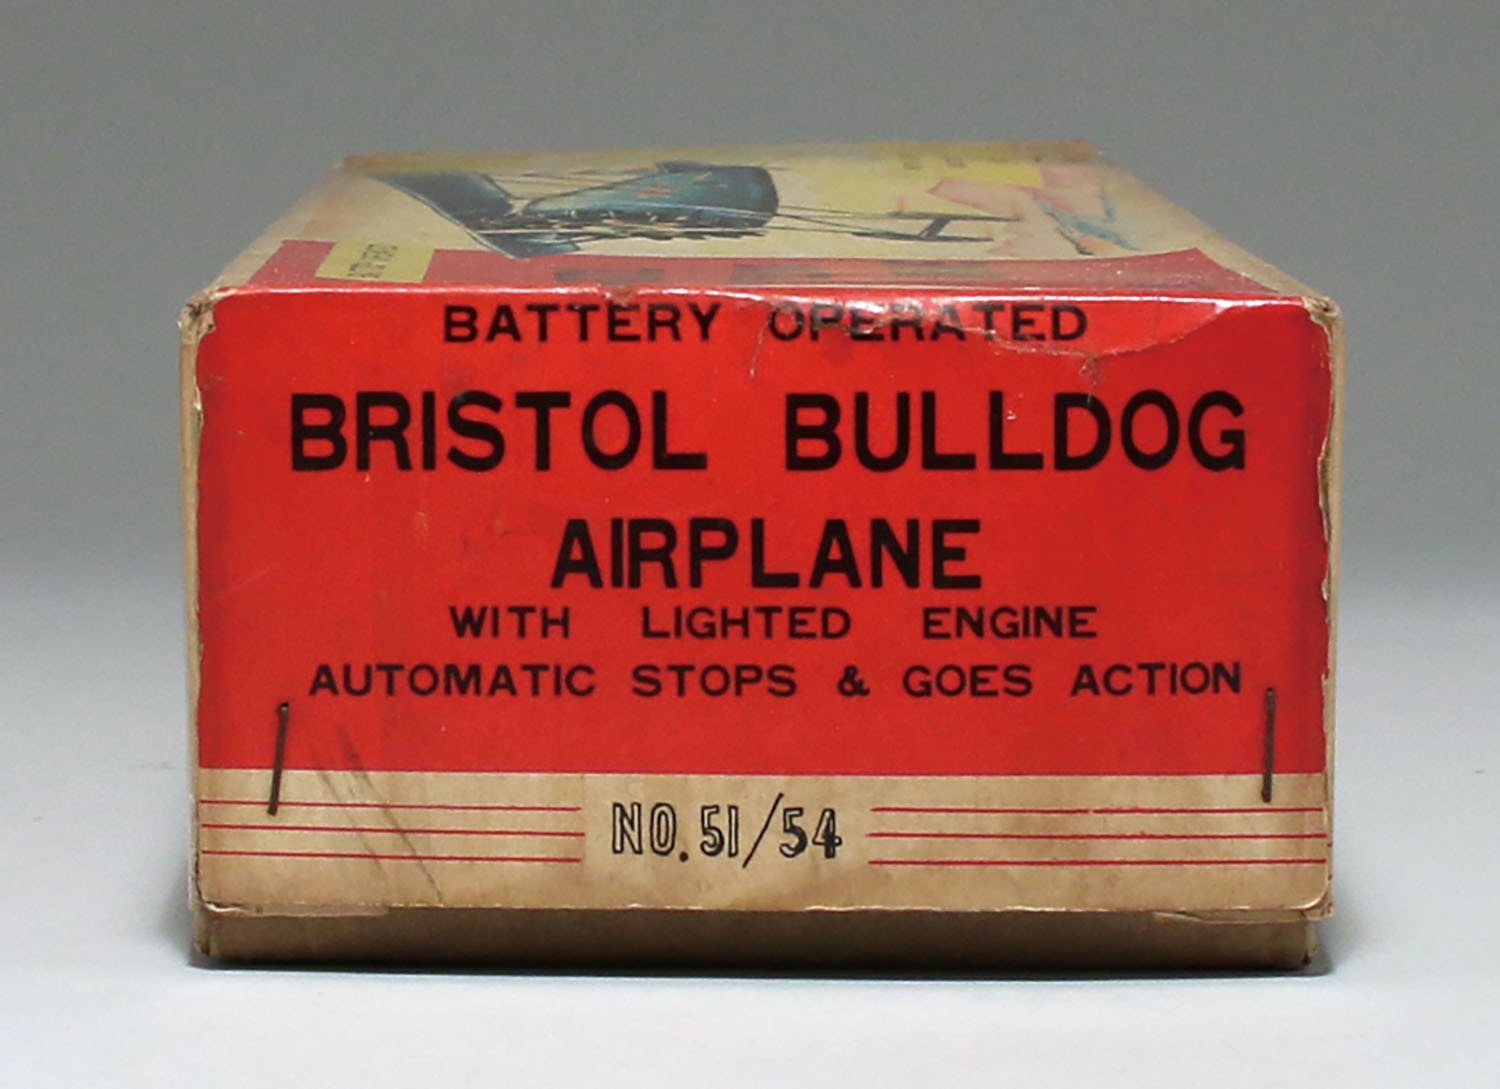 BATTERY OPERATED
BRISTOL BULLDOG
AIRPLANE
WITH LIGHTED ENGINE
AUTOMATIC STOPS & GOES ACTION
NO. 51/54